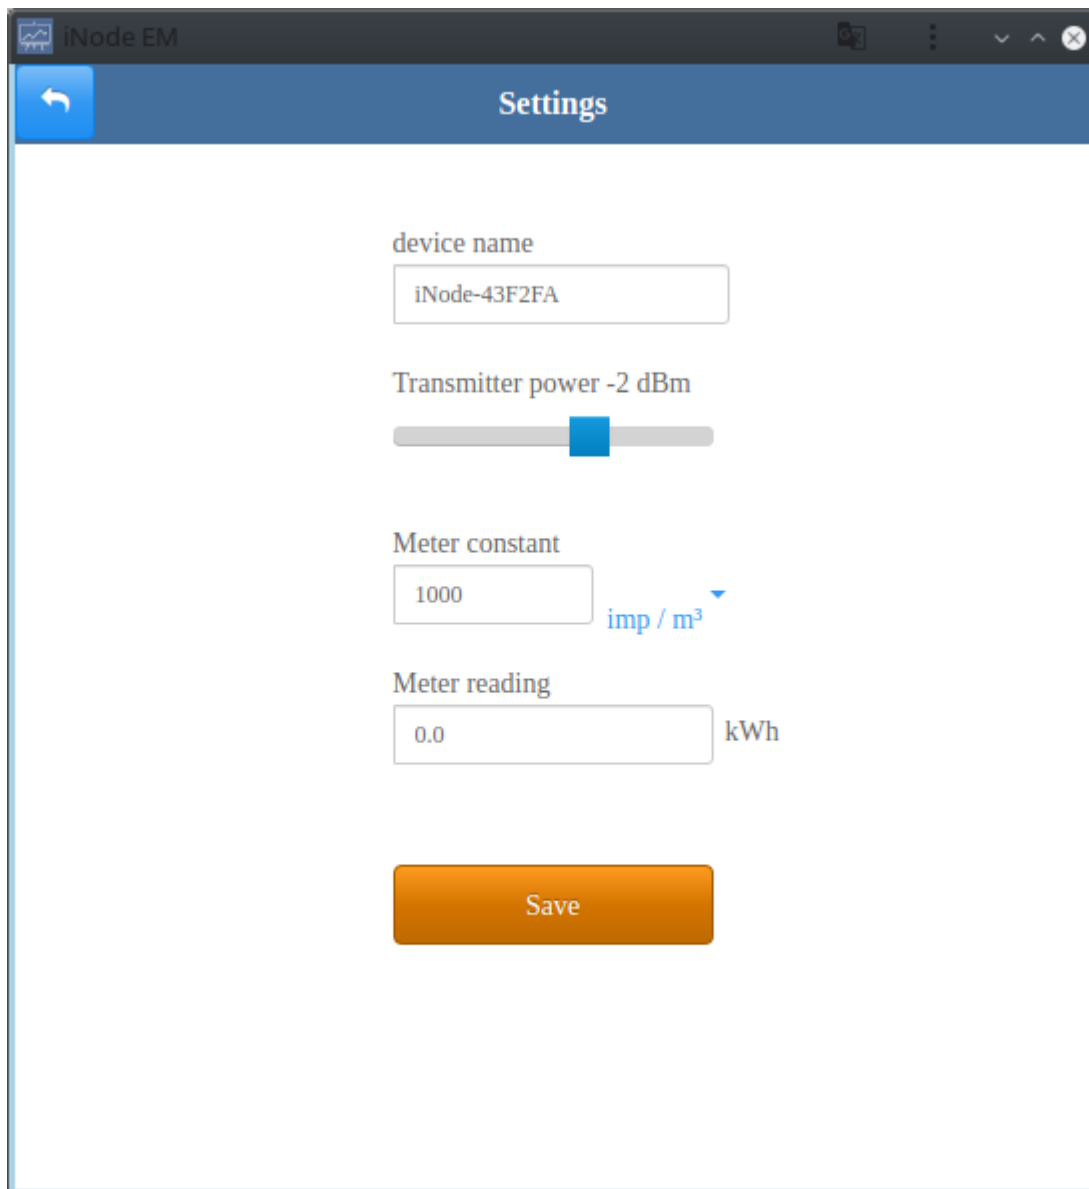 iNode EM
Settings
device name
iNode-43F2FA
Transmitter power -2 dBm
Meter constant
1000
imp / m³
Meter reading
0.0 kWh
Save